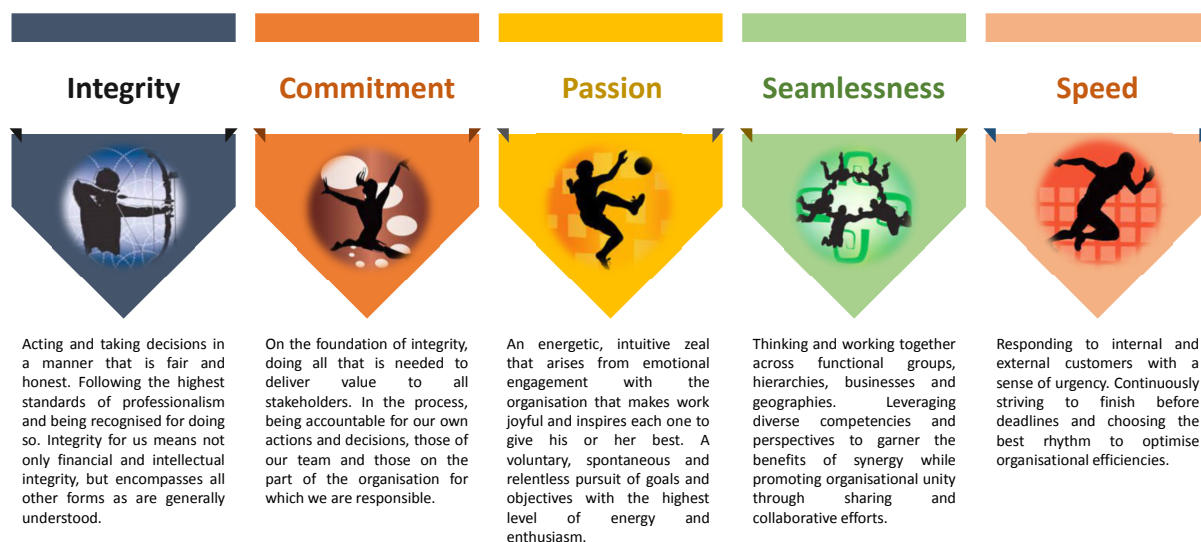 Integrity
Commitment
Passion
Seamlessness
Speed
Acting and taking decisions in
a manner that is fair and
honest. Following the highest
standards of professionalism
and being recognised for doing
so. Integrity for us means not
only financial and intellectual
integrity, but encompasses all
other forms as are generally
understood.
On the foundation of integrity,
doing all that is needed to
deliver value to all
stakeholders. In the process,
being accountable for our own
actions and decisions, those of
our team and those on the
part of the organisation for
which we are responsible.
An energetic, intuitive zeal
that arises from emotional
engagement with the
organisation that makes work
joyful and inspires each one to
give his or her best. A
voluntary, spontaneous and
relentless pursuit of goals and
objectives with the highest
level of energy and
enthusiasm.
Thinking and working together
across functional groups,
hierarchies, businesses and
geographies. Leveraging
diverse competencies and
perspectives to garner the
benefits of synergy while
promoting organisational unity
through sharing and
collaborative efforts.
Responding to internal and
external customers with a
sense of urgency. Continuously
striving to finish before
deadlines and choosing the
best rhythm to optimise
organisational efficiencies.